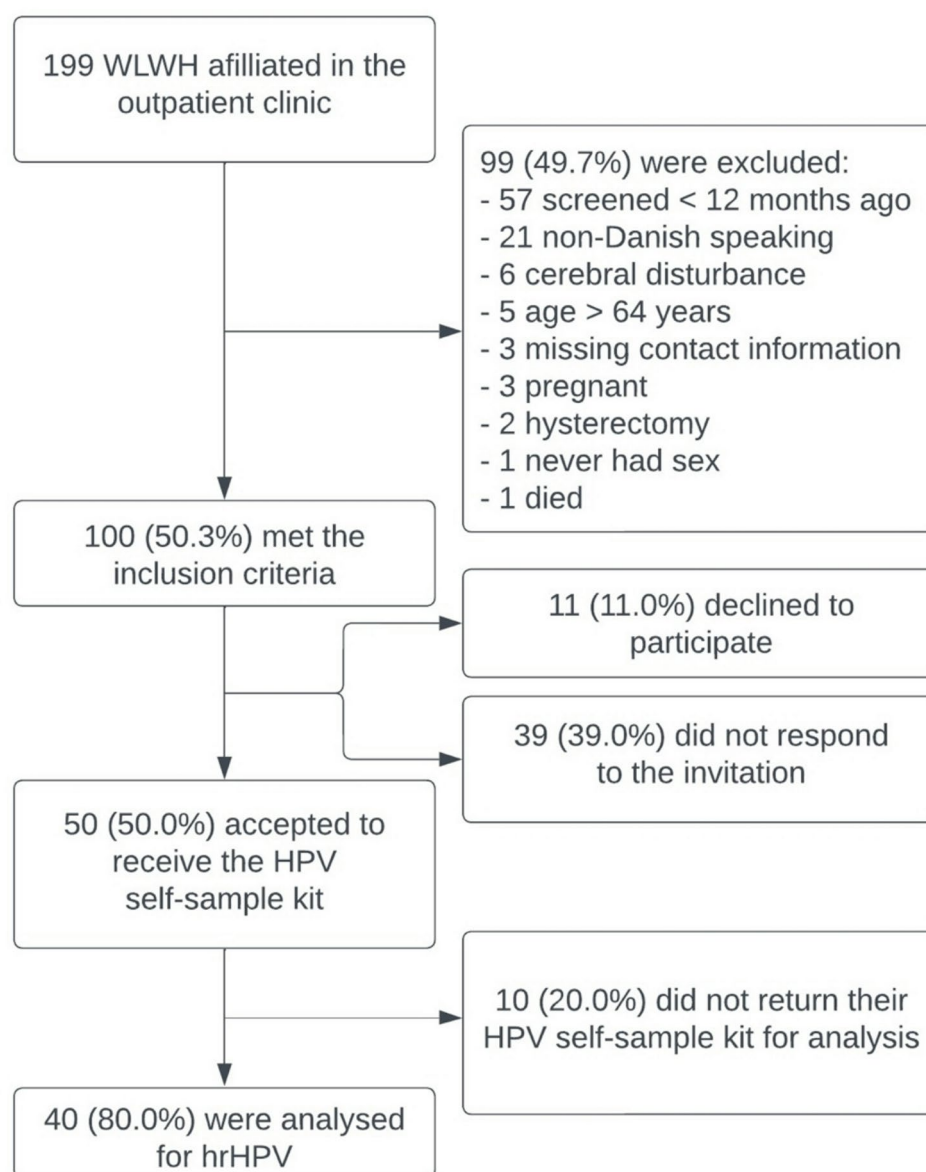 199 WLWH afilliated in the
outpatient clinic
99 (49.7%) were excluded:
- 57 screened < 12 months ago
- 21 non-Danish speaking
- 6 cerebral disturbance
- 5 age > 64 years
- 3 missing contact information
- 3 pregnant
- 2 hysterectomy
- 1 never had sex
- 1 died
100 (50.3%) met the
inclusion criteria
11 (11.0%) declined to
participate
39 (39.0%) did not respond
to the invitation
50 (50.0%) accepted to
receive the HPV
self-sample kit
10 (20.0%) did not return their
HPV self-sample kit for analysis
40 (80.0%) were analysed
for hrHPV